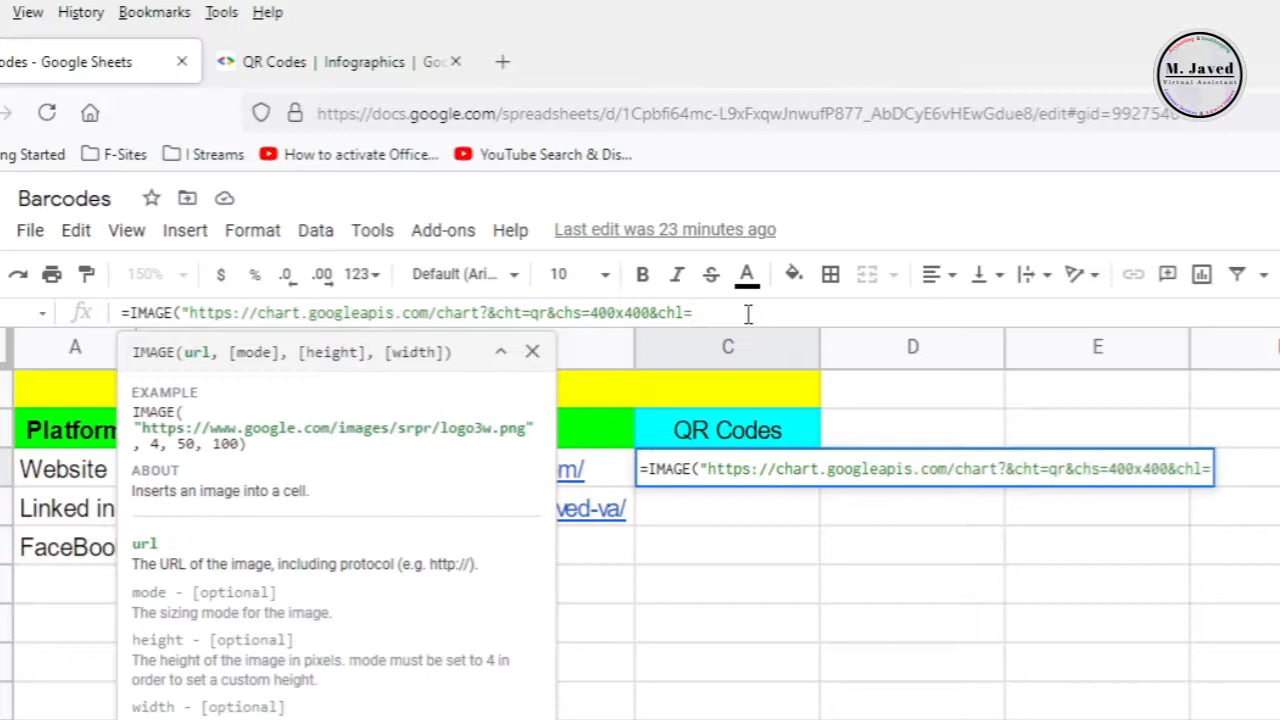 View History Bookmarks Tools Help
odes - Google Sheets
QR Codes | Infographics | Goo
M. Javed
Virtual Assistant
https://docs.google.com/spreadsheets/d/1Cpbfi64mc-L9xFxqwJnwufP877_AbDCyE6vHEwGdue8/edit#gid=9927540
ng Started F-Sites I Streams How to activate Office... YouTube Search & Dis...
Barcodes
File Edit View Insert Format Data Tools Add-ons Help Last edit was 23 minutes ago
150% $ % .0 .00 123 Default (Ari... 10 B I S A
fx =IMAGE("https://chart.googleapis.com/chart?&cht=qr&chs=400x400&chl=
A C D E
IMAGE(url, [mode], [height], [width])
EXAMPLE
IMAGE(
"https://www.google.com/images/srpr/logo3w.png"
, 4, 50, 100)
ABOUT
Inserts an image into a cell.
url
The URL of the image, including protocol (e.g. http://).
mode - [optional]
The sizing mode for the image.
height - [optional]
The height of the image in pixels. mode must be set to 4 in
order to set a custom height.
width - [optional]
Platform QR Codes
Website m/ =IMAGE("https://chart.googleapis.com/chart?&cht=qr&chs=400x400&chl=
Linked in ved-va/
FaceBoo